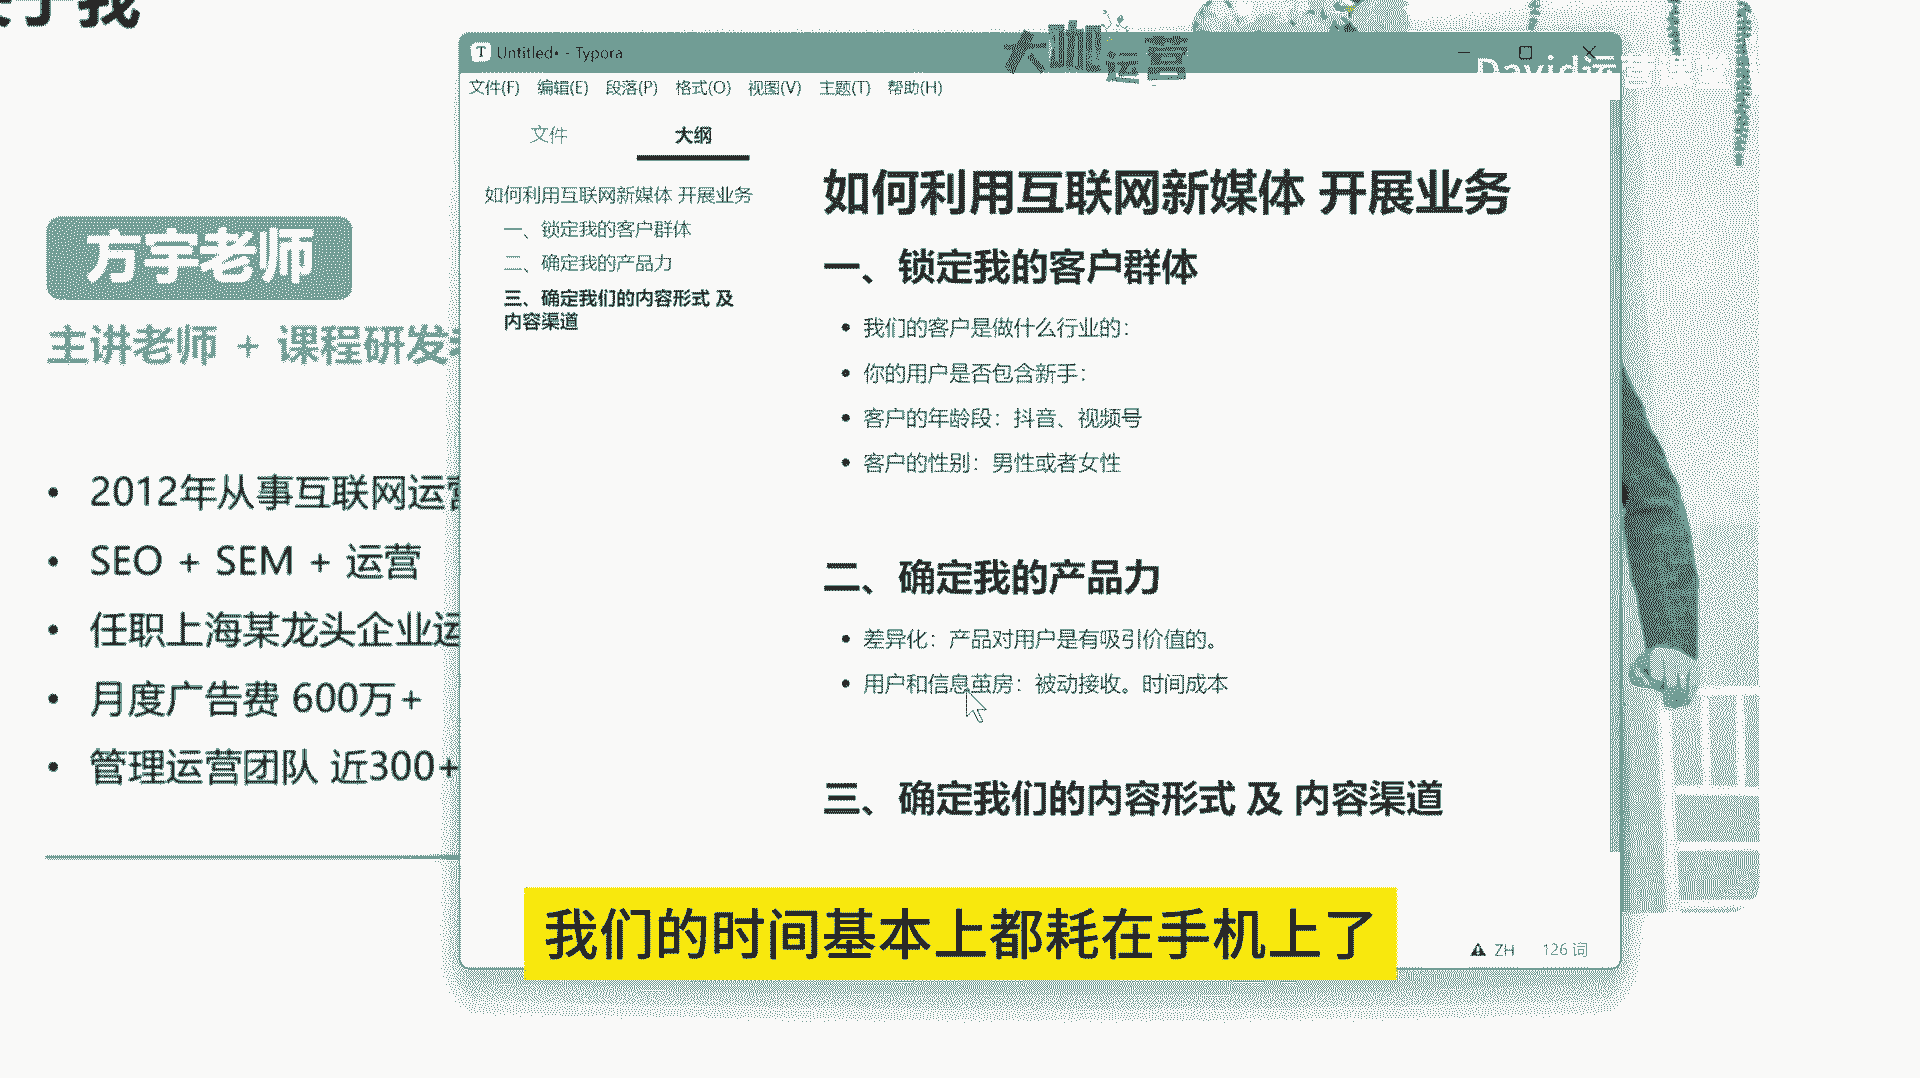 于我
方宇老师
主讲老师 + 课程研发
2012年从事互联网运营
SEO + SEM + 运营
任职上海某龙头企业运
月度广告费 600万+
管理运营团队 近300+
Untitled• - Typora
大咖运营
David运营课堂
文件(F) 编辑(E) 段落(P) 格式(O) 视图(V) 主题(T) 帮助(H)
文件 大纲
如何利用互联网新媒体 开展业务
一、锁定我的客户群体
二、确定我的产品力
三、确定我们的内容形式 及
内容渠道
如何利用互联网新媒体 开展业务
一、锁定我的客户群体
我们的客户是做什么行业的：
你的用户是否包含新手：
客户的年龄段：抖音、视频号
客户的性别：男性或者女性
二、确定我的产品力
差异化：产品对用户是有吸引价值的。
用户和信息茧房：被动接收。时间成本
三、确定我们的内容形式 及 内容渠道
我们的时间基本上都耗在手机上了
ZH 126 词